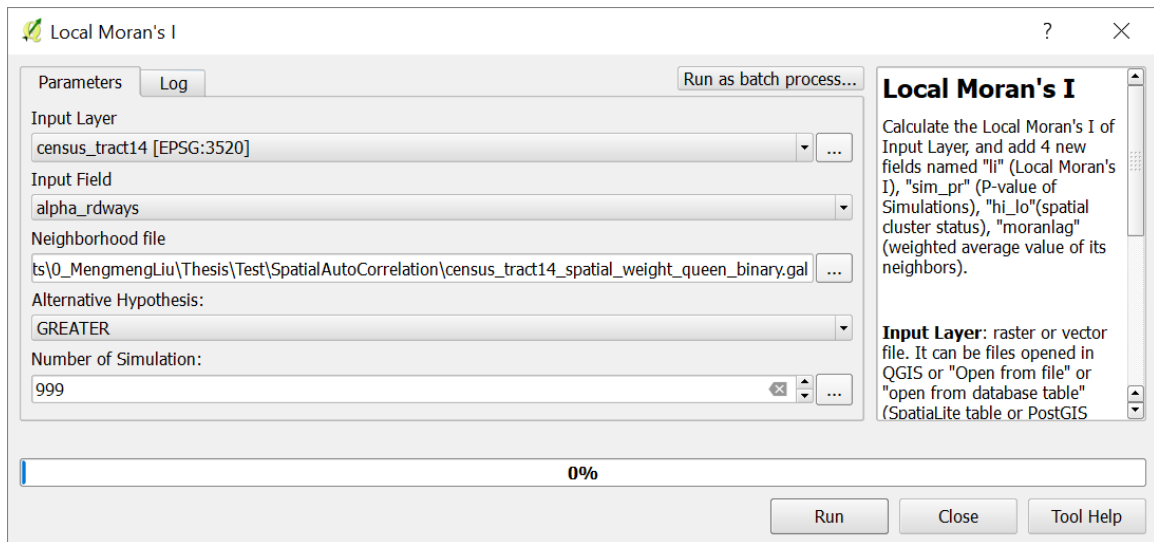 Local Moran's I
?
Parameters
Log
Run as batch process...
Input Layer
census_tract14 [EPSG:3520]
...
Input Field
alpha_rdways
Neighborhood file
ts\0_MengmengLiu\Thesis\Test\SpatialAutoCorrelation\census_tract14_spatial_weight_queen_binary.gal
...
Alternative Hypothesis:
GREATER
Number of Simulation:
999
...
Local Moran's I
Calculate the Local Moran's I of
Input Layer, and add 4 new
fields named "li" (Local Moran's
I), "sim_pr" (P-value of
Simulations), "hi_lo"(spatial
cluster status), "moranlag"
(weighted average value of its
neighbors).
Input Layer: raster or vector
file. It can be files opened in
QGIS or "Open from file" or
"open from database table"
(SpatiaLite table or PostGIS
0%
Run
Close
Tool Help